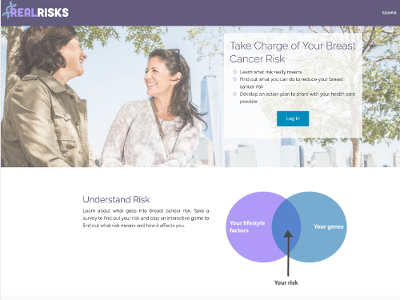 REALRISKS
Take Charge of Your Breast
Cancer Risk
Learn what risk really means
Find out what you can do to reduce your breast
cancer risk
Develop an action plan to share with your health care
provider
Log In
Understand Risk
Learn about what goes into breast cancer risk. Take a
survey to find out your risk and play an interactive game to
find out what risk means and how it affects you.
Your lifestyle
factors
Your genes
Your risk